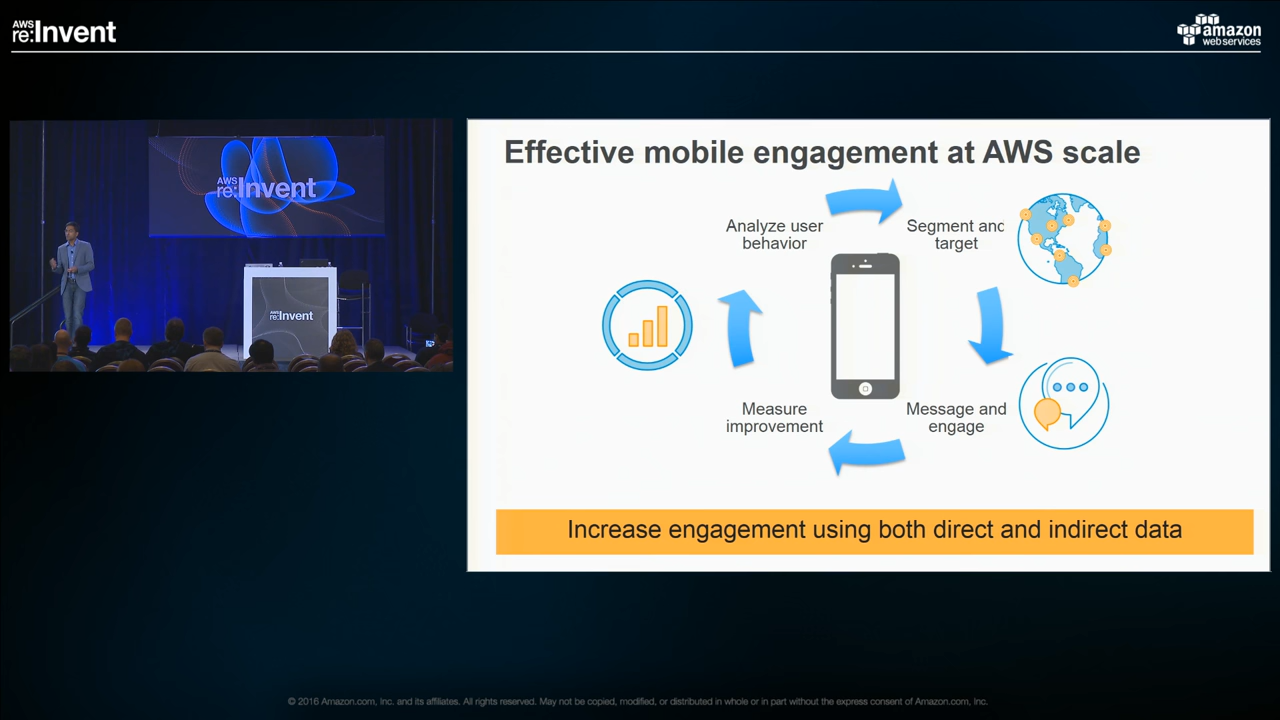 AWS
re:Invent
amazon
web services
AWS
re:Invent
AWS
re:Invent
Effective mobile engagement at AWS scale
Analyze user
behavior
Segment and
target
Measure
improvement
Message and
engage
Increase engagement using both direct and indirect data
© 2016 Amazon.com, Inc. and its affiliates. All rights reserved. May not be copied, modified, or distributed in whole or in part without the express consent of Amazon.com, Inc.